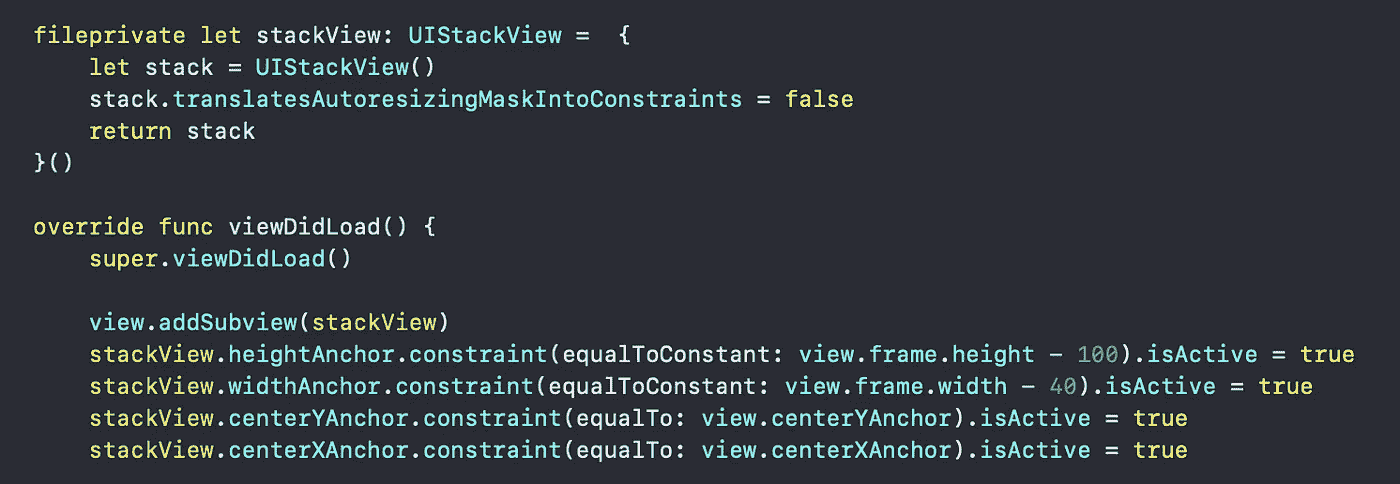 fileprivate let stackView: UIStackView =  {
    let stack = UIStackView()
    stack.translatesAutoresizingMaskIntoConstraints = false
    return stack
}()

override func viewDidLoad() {
    super.viewDidLoad()

    view.addSubview(stackView)
    stackView.heightAnchor.constraint(equalToConstant: view.frame.height - 100).isActive = true
    stackView.widthAnchor.constraint(equalToConstant: view.frame.width - 40).isActive = true
    stackView.centerYAnchor.constraint(equalTo: view.centerYAnchor).isActive = true
    stackView.centerXAnchor.constraint(equalTo: view.centerXAnchor).isActive = true